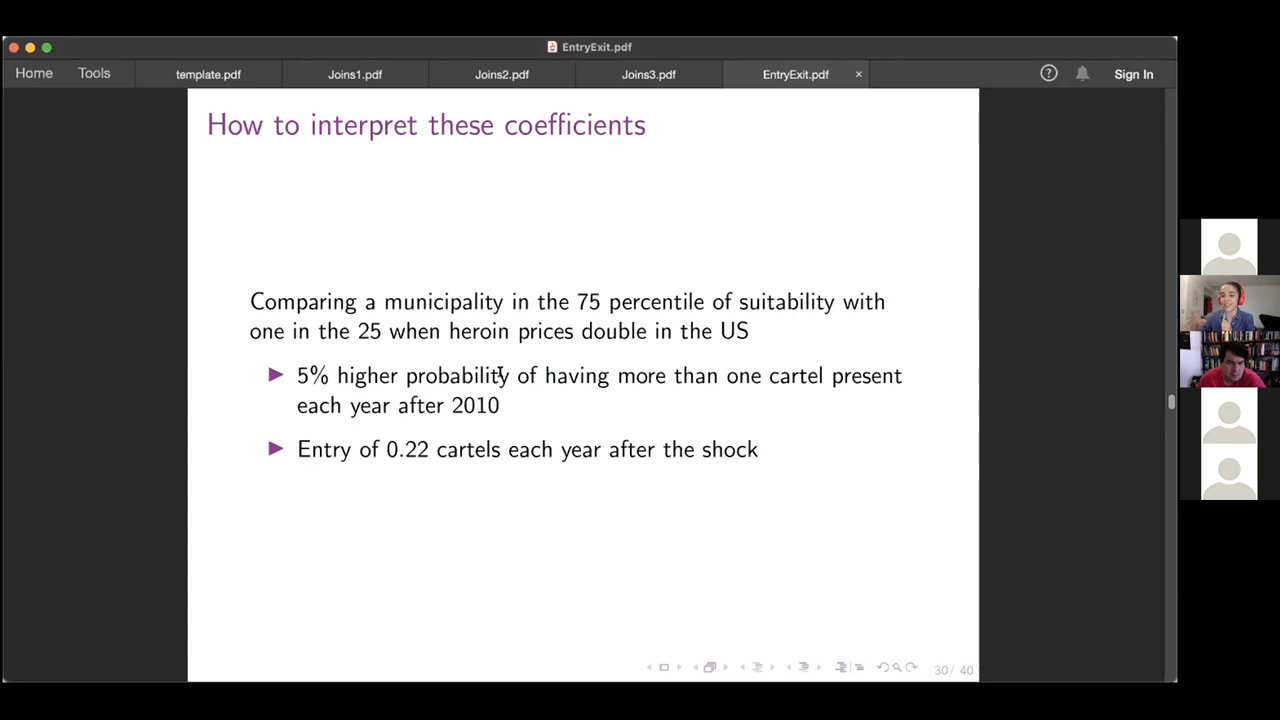 EntryExit.pdf
Home Tools template.pdf Joins1.pdf Joins2.pdf Joins3.pdf EntryExit.pdf × ? Sign In
How to interpret these coefficients
Comparing a municipality in the 75 percentile of suitability with
one in the 25 when heroin prices double in the US
▶ 5% higher probability of having more than one cartel present
each year after 2010
▶ Entry of 0.22 cartels each year after the shock
30/ 40